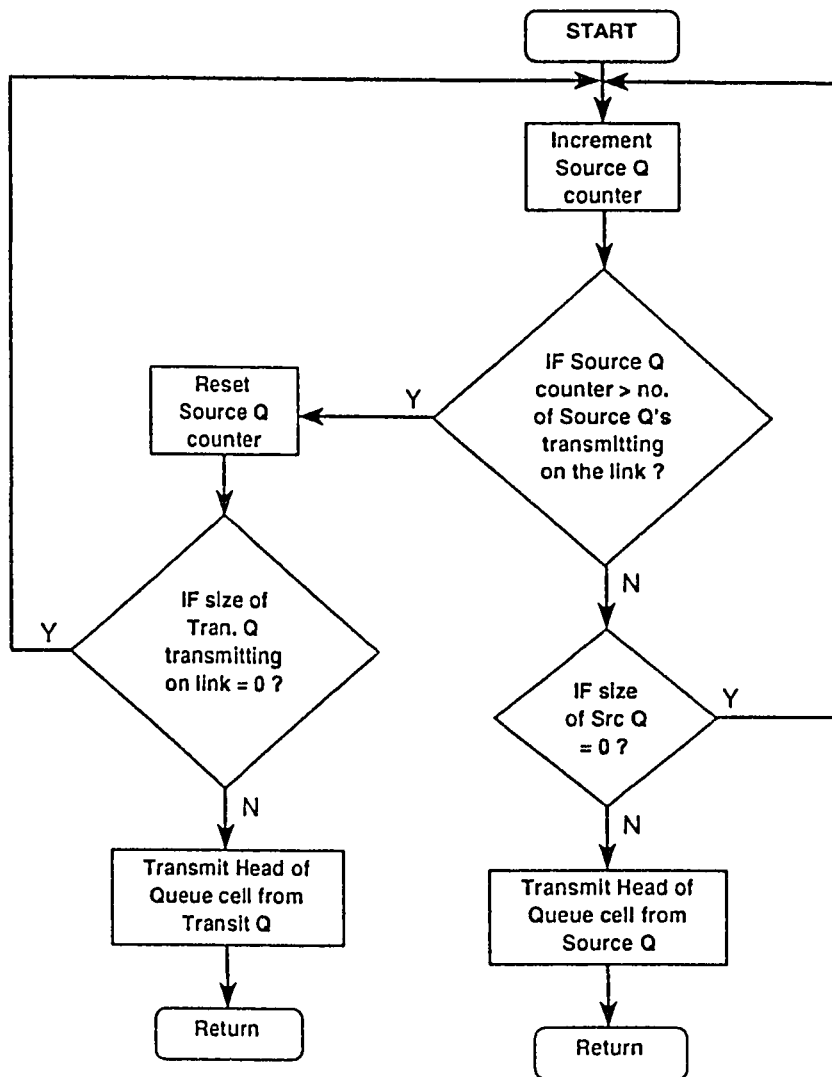 START
Increment
Source Q
counter
IF Source Q
counter > no.
of Source Q's
transmitting
on the link ?
Y
Reset
Source Q
counter
N
IF size of
Tran. Q
transmitting
on link = 0 ?
Y
IF size
of Src Q
= 0 ?
Y
N
N
Transmit Head of
Queue cell from
Transit Q
Transmit Head of
Queue cell from
Source Q
Return
Return